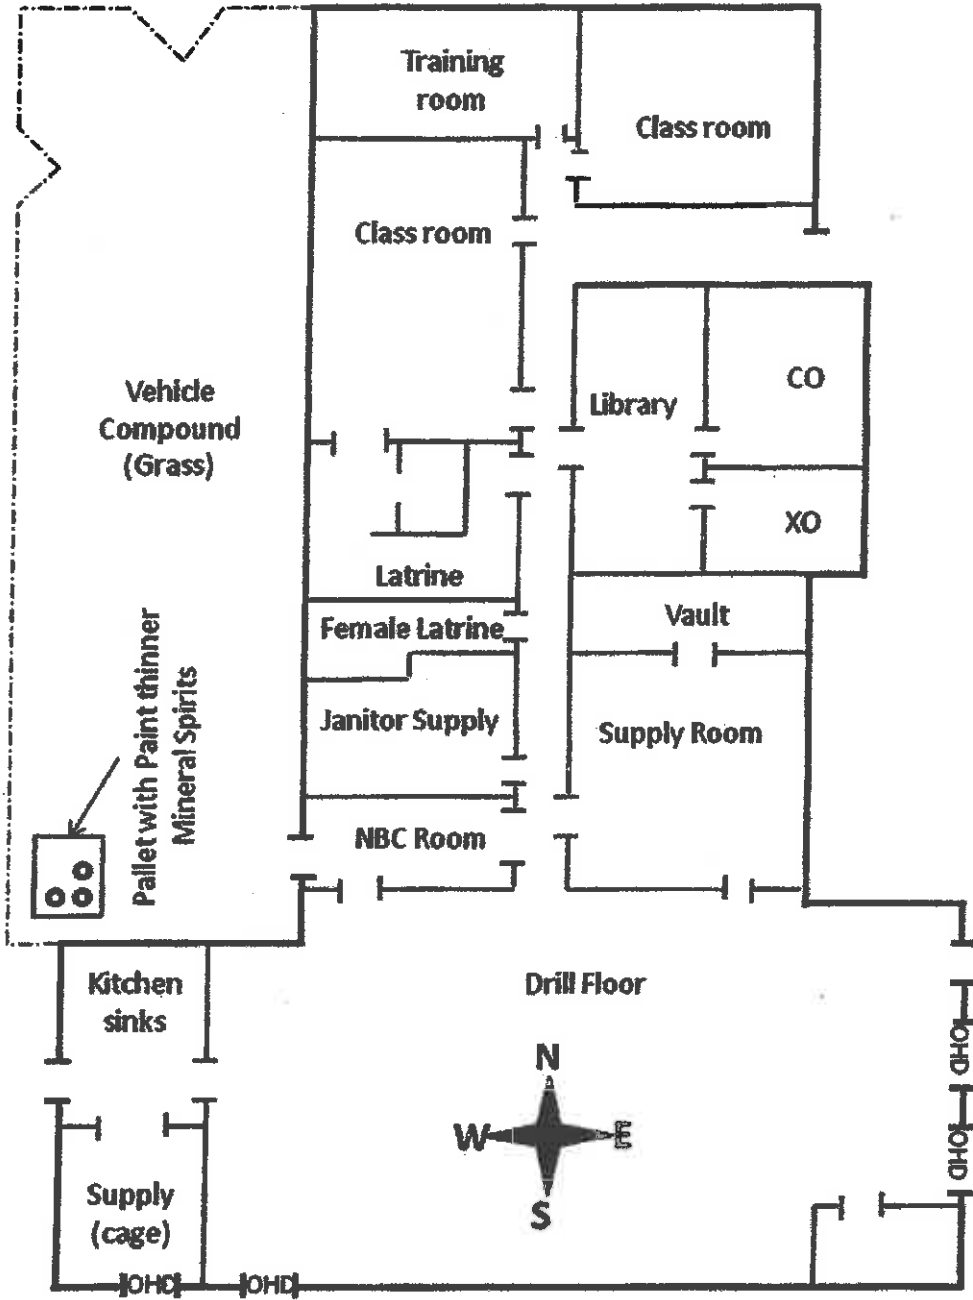 Training
room
Class room
Class room
Vehicle
Compound
(Grass)
Library
CO
XO
Latrine
Female Latrine
Vault
Janitor Supply
Supply Room
Pallet with Paint thinner
Mineral Spirits
NBC Room
Kitchen
sinks
Drill Floor
OHD
OHD
N
W
E
S
Supply
(cage)
OHD
OHD